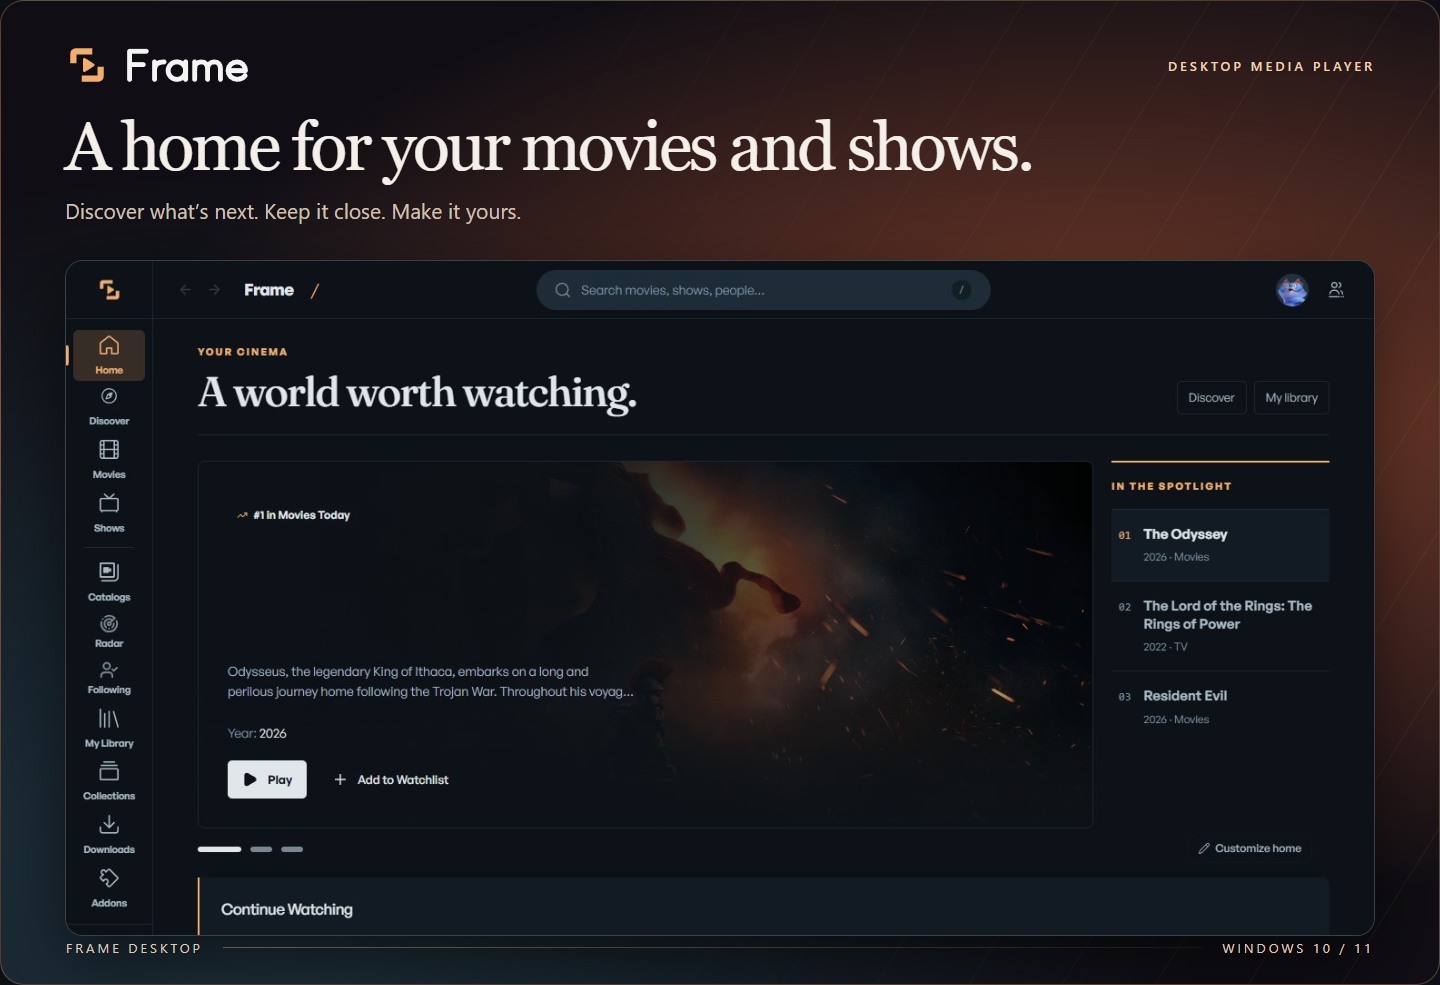 Frame
DESKTOP MEDIA PLAYER
A home for your movies and shows.
Discover what's next. Keep it close. Make it yours.
Frame /
Search movies, shows, people...
/
Home
Discover
Movies
Shows
Catalogs
Radar
Following
My Library
Collections
Downloads
Addons
YOUR CINEMA
A world worth watching.
Discover
My library
#1 in Movies Today
Odysseus, the legendary King of Ithaca, embarks on a long and
perilous journey home following the Trojan War. Throughout his voyag...
Year: 2026
Play
Add to Watchlist
IN THE SPOTLIGHT
01 The Odyssey
2026 · Movies
02 The Lord of the Rings: The
Rings of Power
2022 · TV
03 Resident Evil
2026 · Movies
Customize home
Continue Watching
FRAME DESKTOP
WINDOWS 10 / 11